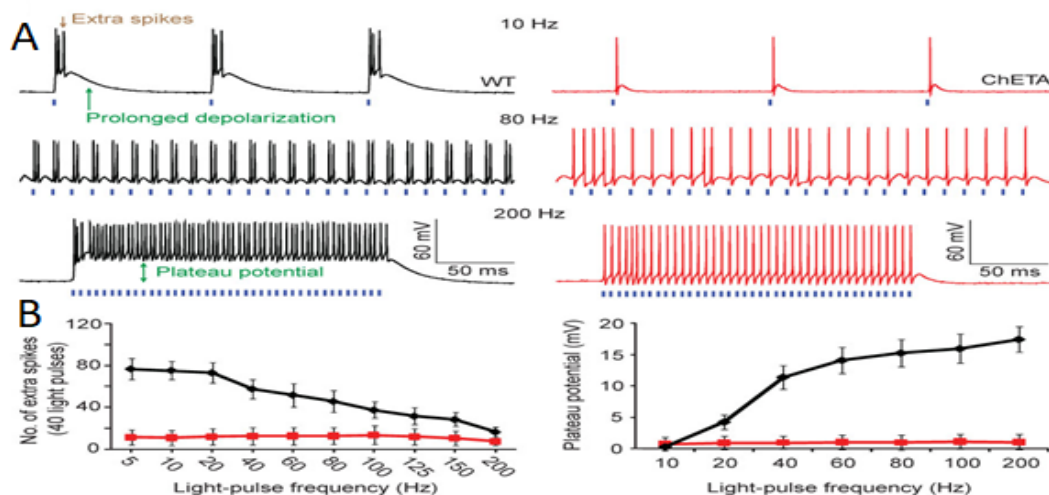 A
Extra spikes
10 Hz
WT
ChETA
Prolonged depolarization
80 Hz
200 Hz
Plateau potential
60 mV
50 ms
60 mV
50 ms
B
No. of extra spikes
(40 light pulses)
120
80
40
0
5
10
20
40
60
80
100
125
150
200
Light-pulse frequency (Hz)
Plateau potential (mV)
20
15
10
5
0
10
20
40
60
80
100
200
Light-pulse frequency (Hz)